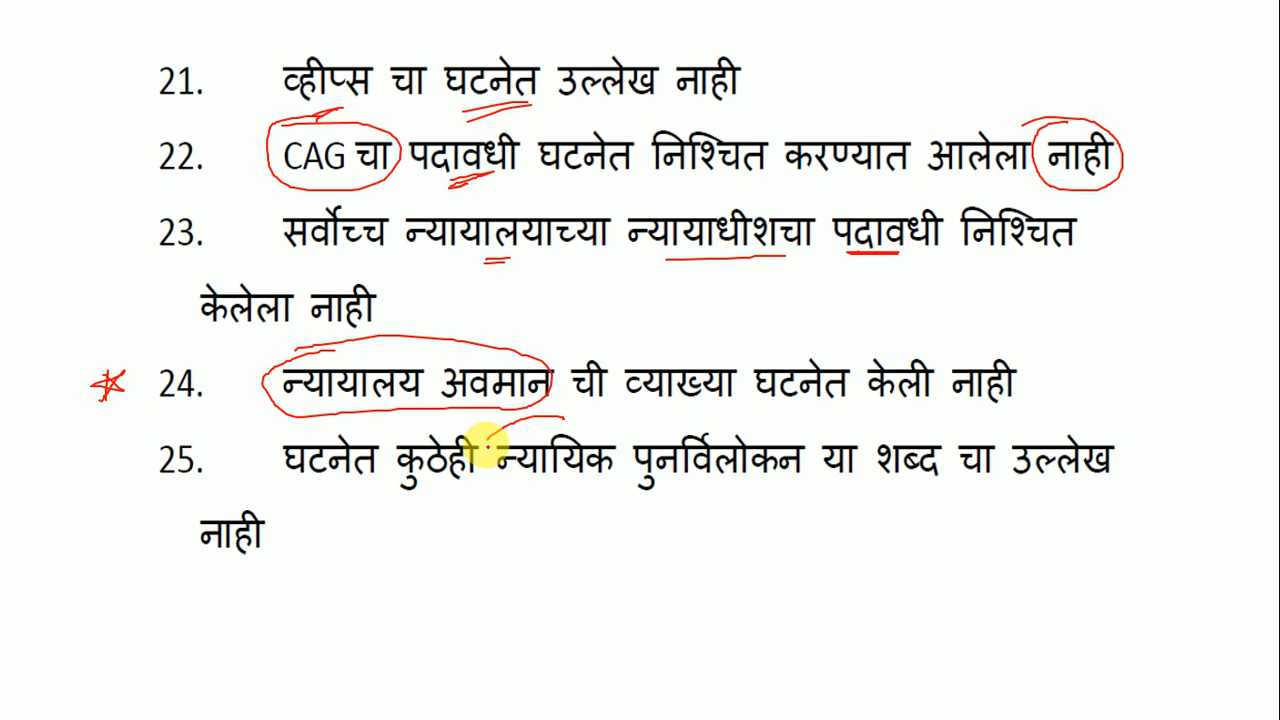 21. व्हीप्स चा घटनेत उल्लेख नाही
22. CAG चा पदावधी घटनेत निश्चित करण्यात आलेला नाही
23. सर्वोच्च न्यायालयाच्या न्यायाधीशचा पदावधी निश्चित
केलेला नाही
24. न्यायालय अवमान ची व्याख्या घटनेत केली नाही
25. घटनेत कुठेही न्यायिक पुनर्विलोकन या शब्द चा उल्लेख
नाही